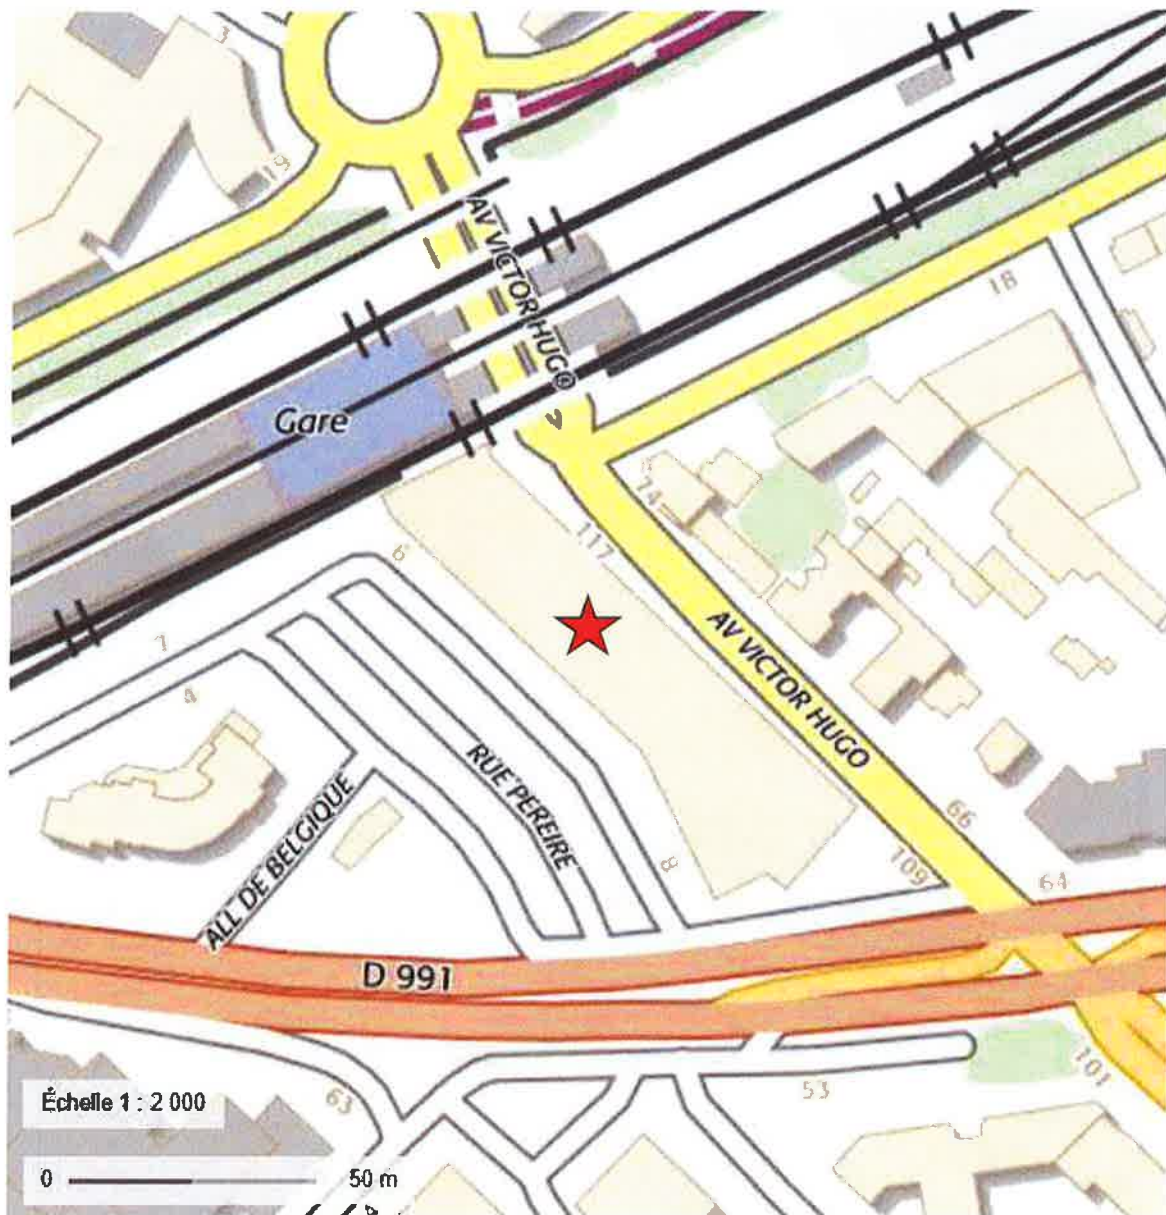 3
19
AV VICTOR HUGO
18
Gare
74
117
6
7
4
AV VICTOR HUGO
RUE PEREIRE
ALL DE BELGIQUE
66
8
109
64
D 991
101
53
63
Échelle 1 : 2 000
0 50 m